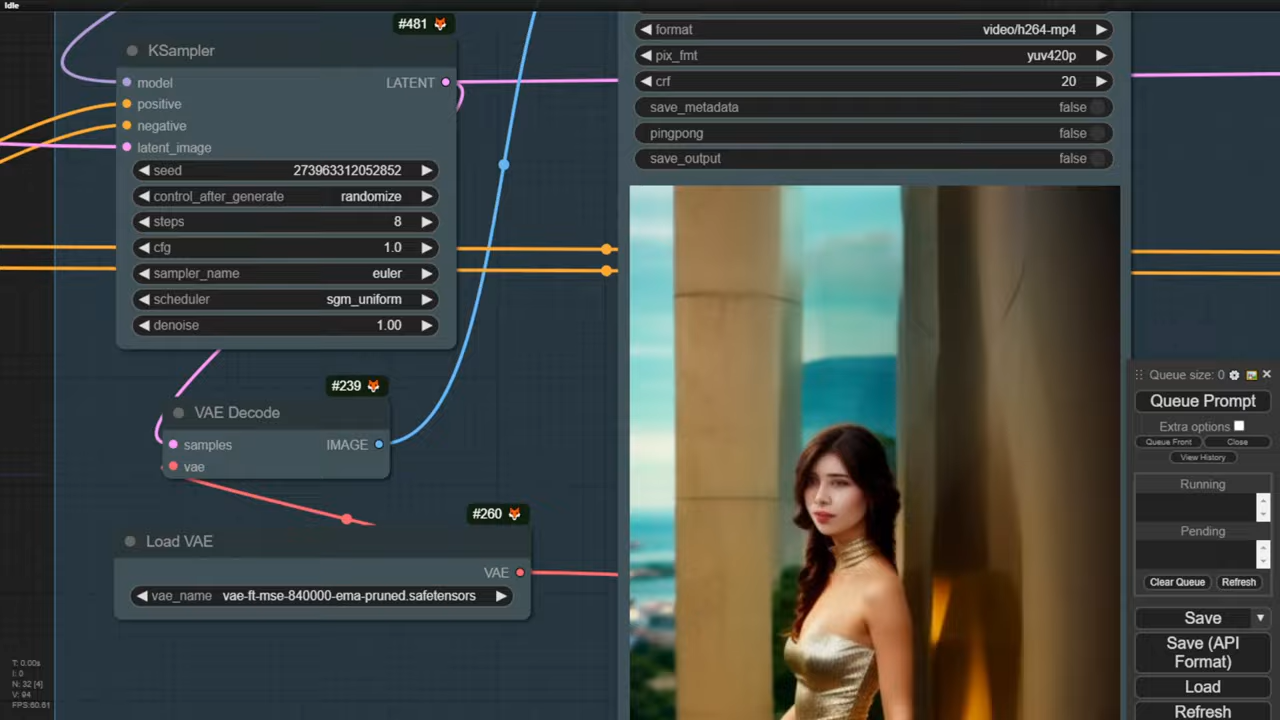 Idle
#481
KSampler
model
LATENT
positive
negative
latent_image
seed 273963312052852
control_after_generate randomize
steps 8
cfg 1.0
sampler_name euler
scheduler sgm_uniform
denoise 1.00
#239
VAE Decode
samples
IMAGE
vae
#260
Load VAE
VAE
vae_name vae-ft-mse-840000-ema-pruned.safetensors
T: 0.00s
I: 0
N: 32 [4]
V: 94
FPS:60.61
format video/h264-mp4
pix_fmt yuv420p
crf 20
save_metadata false
pingpong false
save_output false
Queue size: 0
Queue Prompt
Extra options
Queue Front Close
View History
Running
Pending
Clear Queue Refresh
Save
Save (API
Format)
Load
Refresh